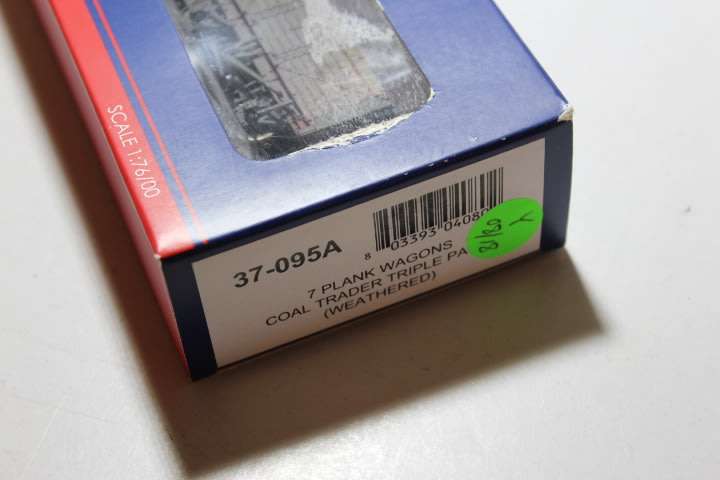 SCALE 1:76/00
37-095A
8 03393 0408
7 PLANK WAGONS
COAL TRADER TRIPLE PA
(WEATHERED)
Y